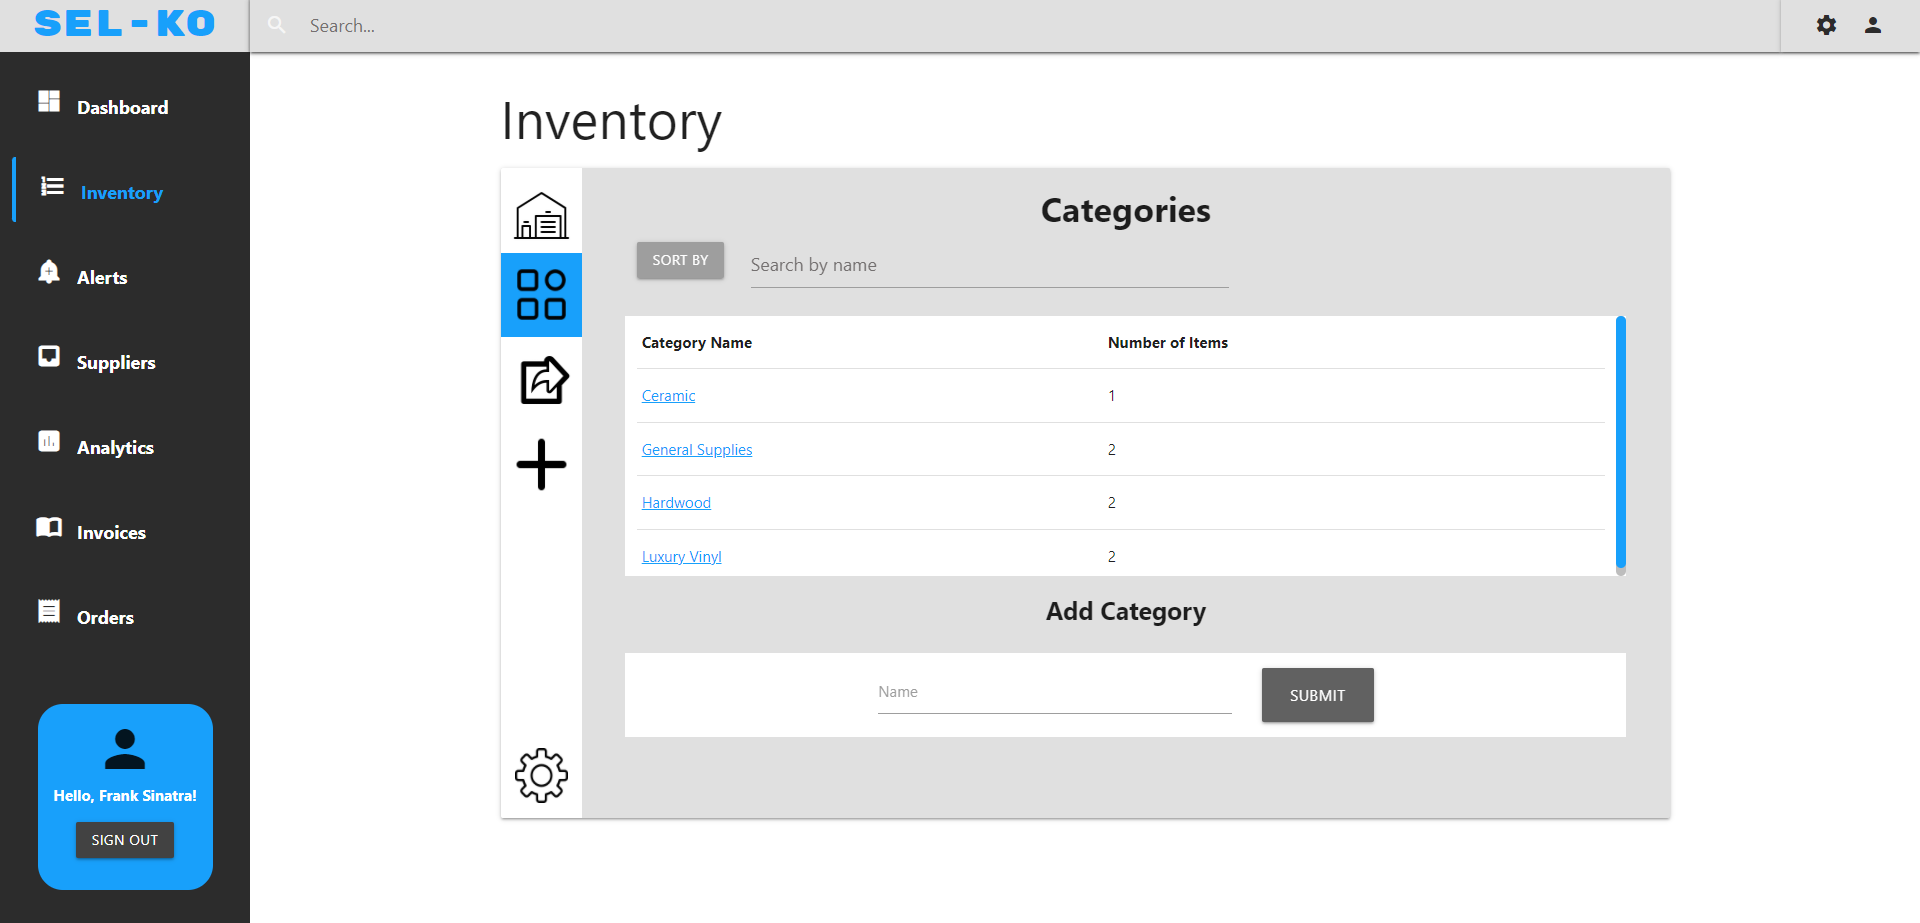 SEL-KO
Search...
Dashboard
Inventory
Alerts
Suppliers
Analytics
Invoices
Orders
Hello, Frank Sinatra!
SIGN OUT
Inventory
Categories
SORT BY
Search by name
Category Name Number of Items
Ceramic 1
General Supplies 2
Hardwood 2
Luxury Vinyl 2
Add Category
Name
SUBMIT